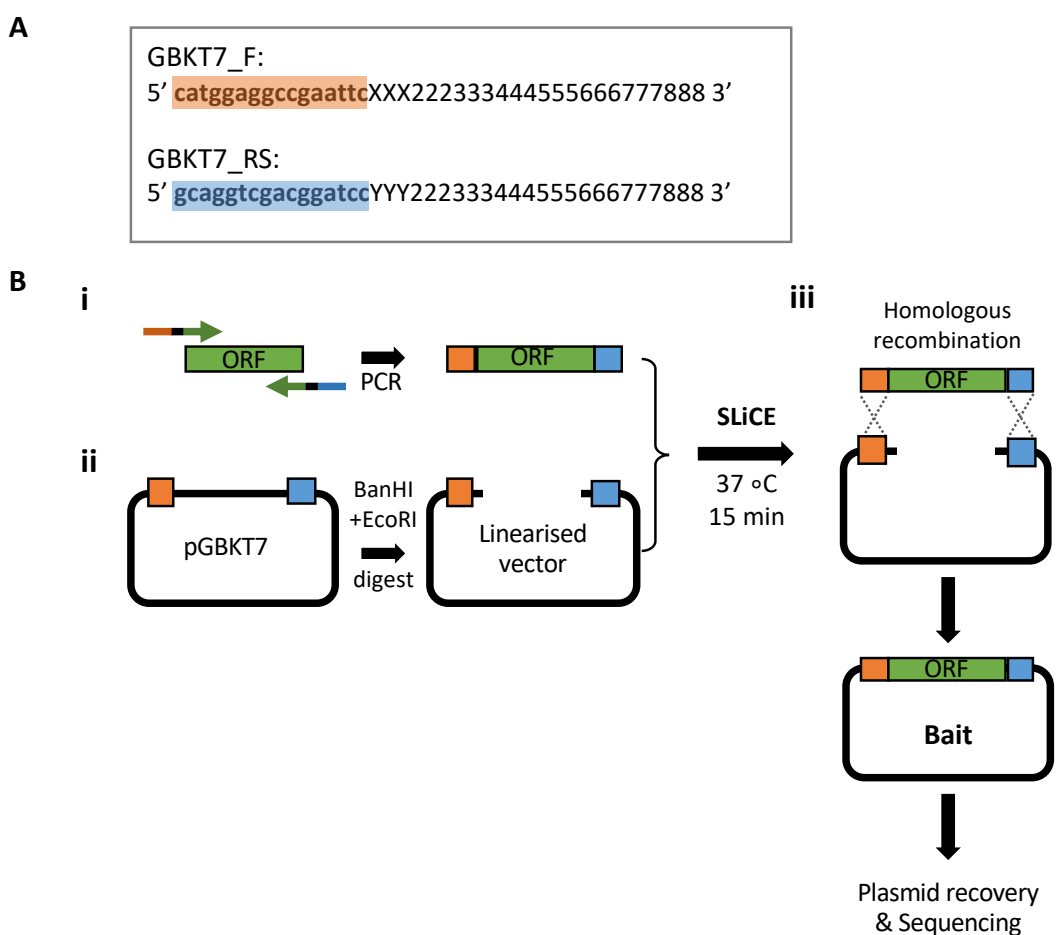 A
GBKT7_F:
5’ catggaggccgaattcXXX222333444555666777888 3’
GBKT7_RS:
5’ gcaggtcgacggatccYYY222333444555666777888 3’
B
i
ORF
PCR
ORF
ii
pGBKT7
BanHI
+EcoRI
digest
Linearised
vector
SLiCE
37 oC
15 min
iii
Homologous
recombination
ORF
ORF
Bait
Plasmid recovery
& Sequencing